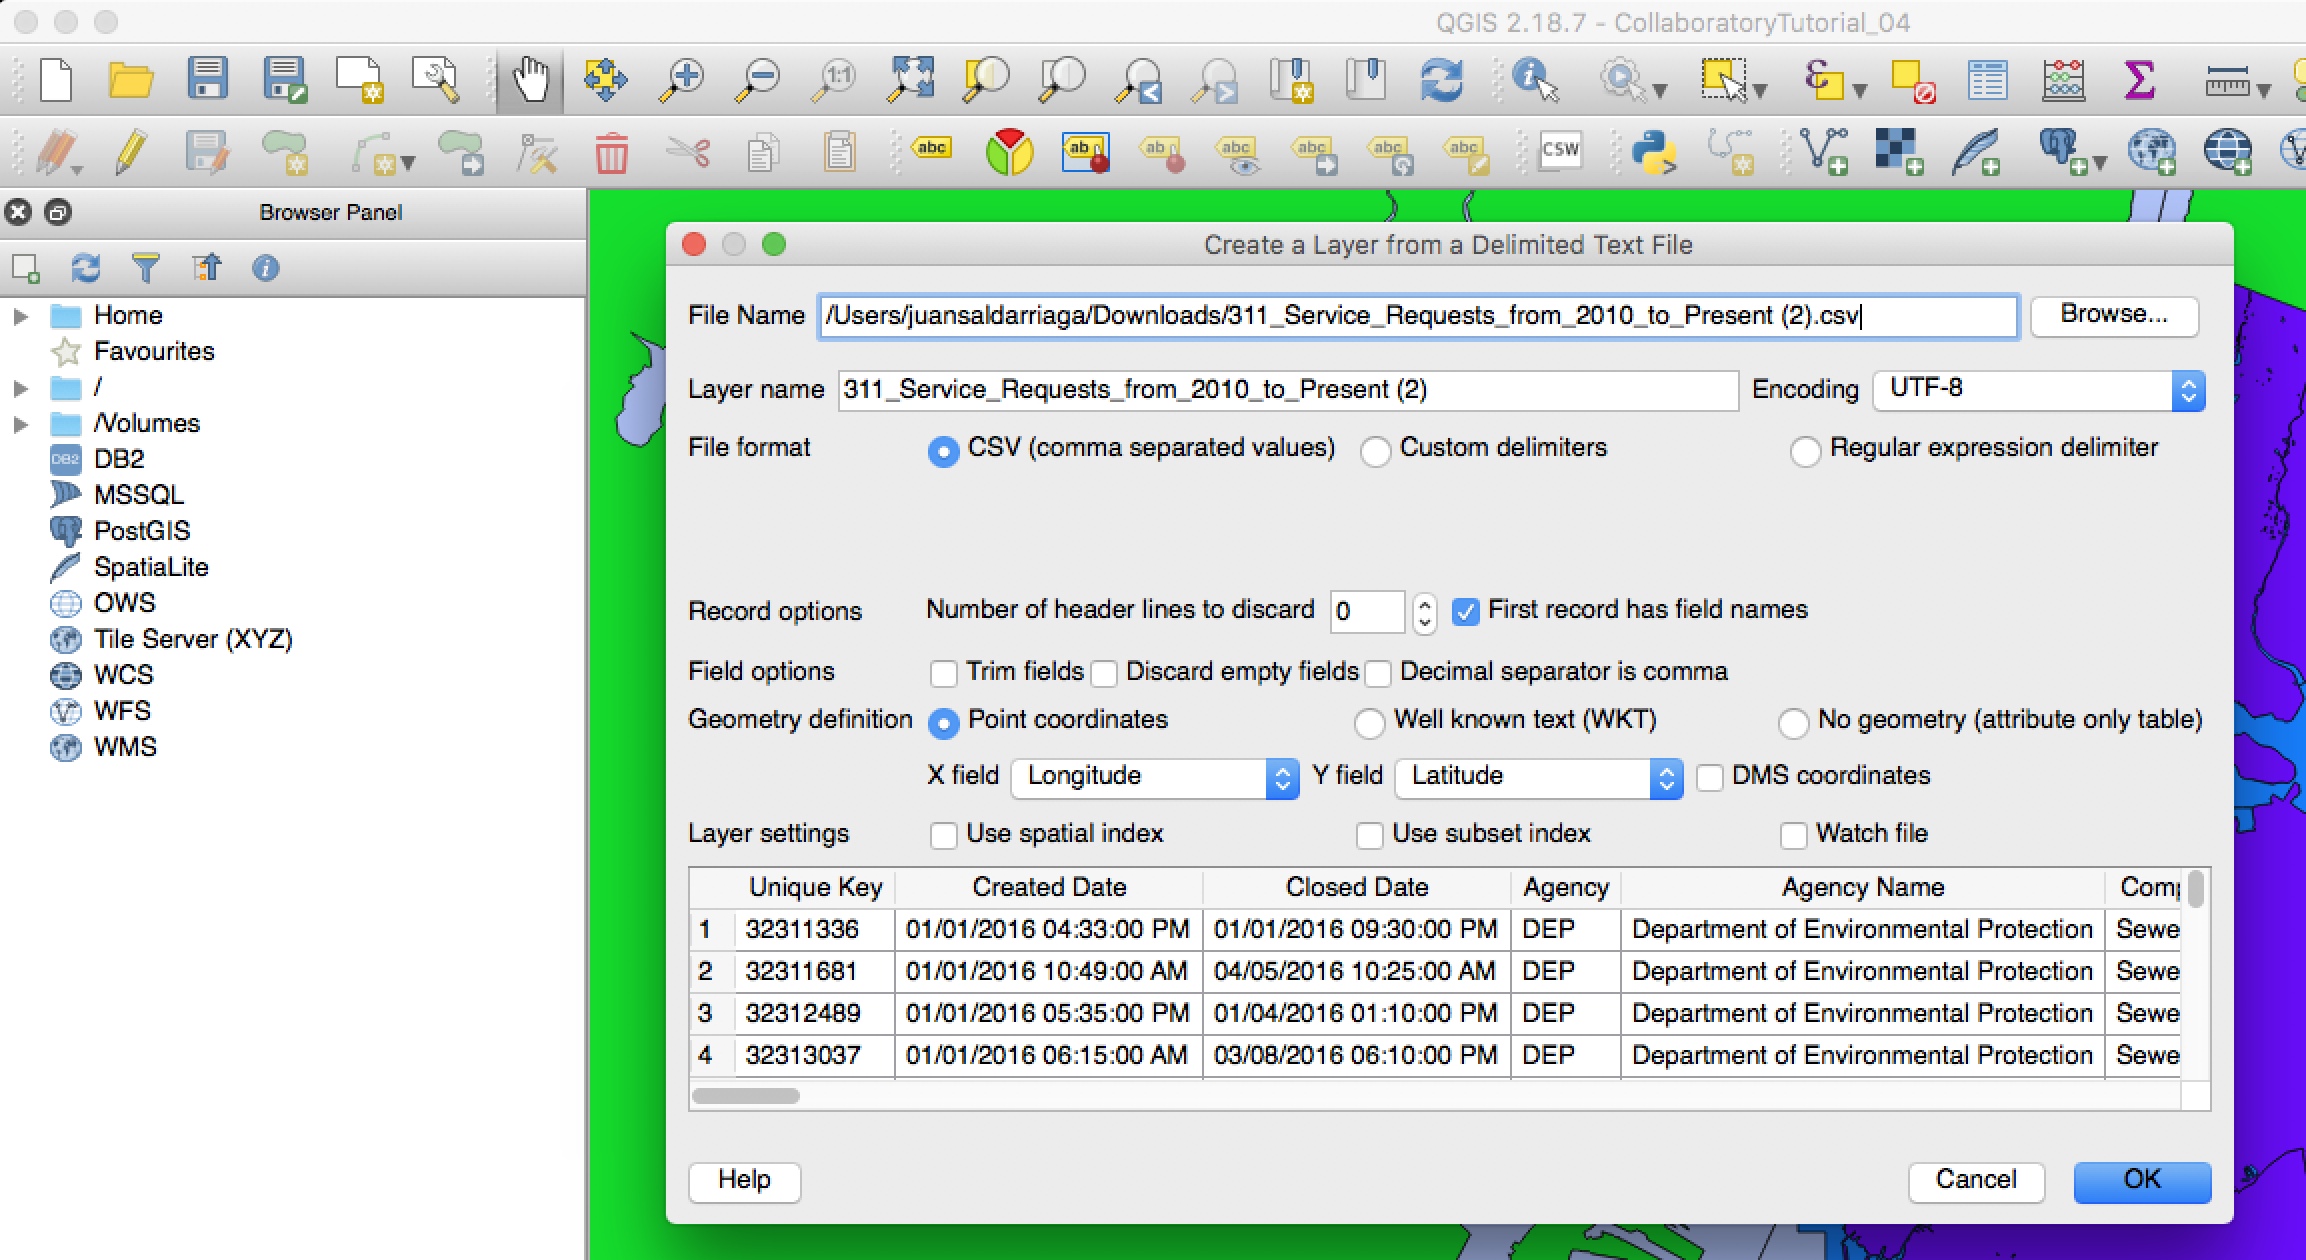 QGIS 2.18.7 - CollaboratoryTutorial_04
1:1
abc
ab
ab
abc
abc
abc
abc
CSW
Browser Panel
Home
Favourites
/
/Volumes
DB2
DB2
MSSQL
PostGIS
SpatiaLite
OWS
Tile Server (XYZ)
WCS
WFS
WMS
Create a Layer from a Delimited Text File
File Name /Users/juansaldarriaga/Downloads/311_Service_Requests_from_2010_to_Present (2).csv Browse...
Layer name 311_Service_Requests_from_2010_to_Present (2) Encoding UTF-8
File format CSV (comma separated values) Custom delimiters Regular expression delimiter
Record options Number of header lines to discard 0 First record has field names
Field options Trim fields Discard empty fields Decimal separator is comma
Geometry definition Point coordinates Well known text (WKT) No geometry (attribute only table)
X field Longitude Y field Latitude DMS coordinates
Layer settings Use spatial index Use subset index Watch file
Unique Key Created Date Closed Date Agency Agency Name Comp
1 32311336 01/01/2016 04:33:00 PM 01/01/2016 09:30:00 PM DEP Department of Environmental Protection Sewe
2 32311681 01/01/2016 10:49:00 AM 04/05/2016 10:25:00 AM DEP Department of Environmental Protection Sewe
3 32312489 01/01/2016 05:35:00 PM 01/04/2016 01:10:00 PM DEP Department of Environmental Protection Sewe
4 32313037 01/01/2016 06:15:00 AM 03/08/2016 06:10:00 PM DEP Department of Environmental Protection Sewe
Help Cancel OK